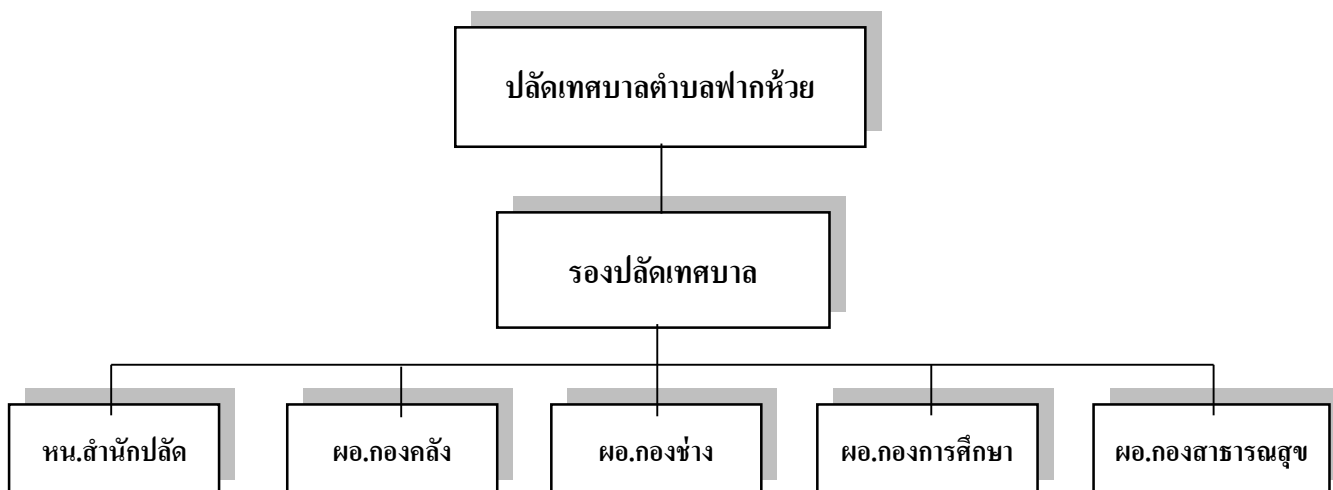 ปลัดเทศบาลตำบลฟากห้วย
รองปลัดเทศบาล
หน.สำนักปลัด
ผอ.กองคลัง
ผอ.กองช่าง
ผอ.กองการศึกษา
ผอ.กองสาธารณสุข